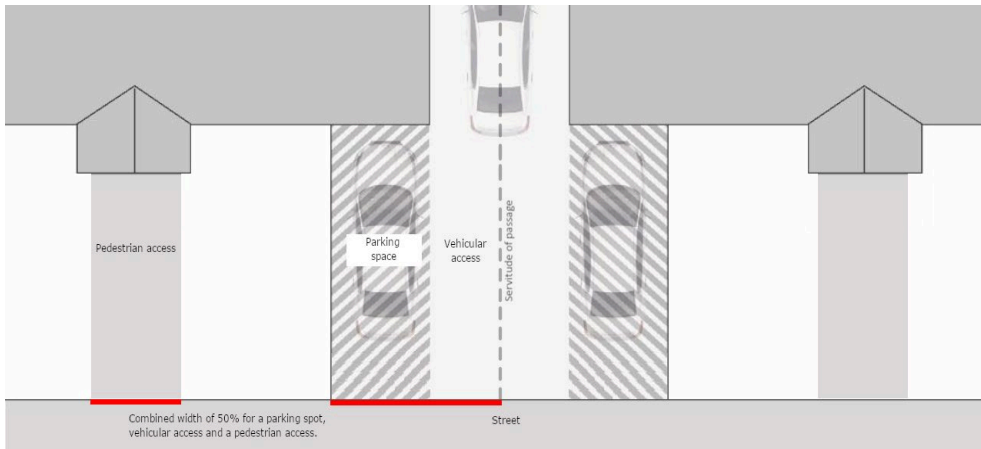 Pedestrian access
Parking
space
Vehicular
access
Servitude of passage
Combined width of 50% for a parking spot,
vehicular access and a pedestrian access.
Street